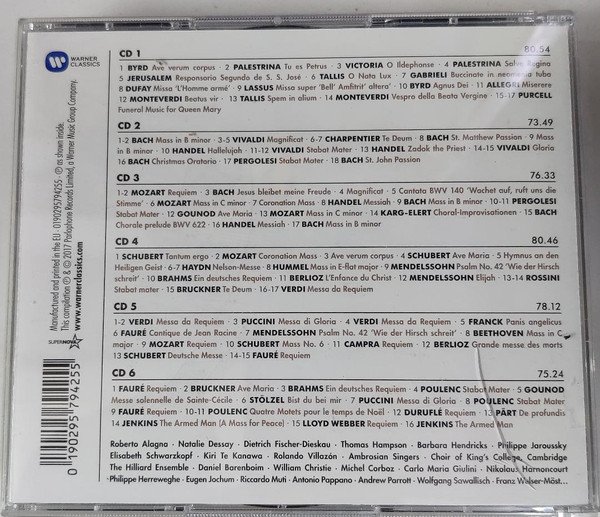 WARNER CLASSICS
CD 1 80.54
1 BYRD Ave verum corpus · 2 PALESTRINA Tu es Petrus · 3 VICTORIA O Ildephonse · 4 PALESTRINA Salve Regina
5 JERUSALEM Responsorio Segundo de S. S. José · 6 TALLIS O Nata Lux · 7 GABRIELI Buccinate in neomenia tuba
8 DUFAY Missa 'L'Homme armé' · 9 LASSUS Missa super 'Bell' Amfitrit' altera' · 10 BYRD Agnus Dei · 11 ALLEGRI Miserere
12 MONTEVERDI Beatus vir · 13 TALLIS Spem in alium · 14 MONTEVERDI Vespro della Beata Vergine · 15-17 PURCELL
Funeral Music for Queen Mary
CD 2 73.49
1-2 BACH Mass in B minor · 3-5 VIVALDI Magnificat · 6-7 CHARPENTIER Te Deum · 8 BACH St. Matthew Passion · 9 Mass
in B minor · 10 HANDEL Hallelujah · 11-12 VIVALDI Stabat Mater · 13 HANDEL Zadok the Priest · 14-15 VIVALDI Gloria
16 BACH Christmas Oratorio · 17 PERGOLESI Stabat Mater · 18 BACH St. John Passion
CD 3 76.33
1-2 MOZART Requiem · 3 BACH Jesus bleibet meine Freude · 4 Magnificat · 5 Cantata BWV 140 'Wachet auf, ruft uns die
Stimme' · 6 MOZART Mass in C minor · 7 Coronation Mass · 8 HANDEL Messiah · 9 BACH Mass in B minor · 10-11 PERGOLESI
Stabat Mater · 12 GOUNOD Ave Maria · 13 MOZART Mass in C minor · 14 KARG-ELERT Choral-Improvisationen · 15 BACH
Chorale prelude BWV 622 · 16 HANDEL Messiah · 17 BACH Mass in B minor
CD 4 80.46
1 SCHUBERT Tantum ergo · 2 MOZART Coronation Mass · 3 Ave verum corpus · 4 SCHUBERT Ave Maria · 5 Hymnus an den
Heiligen Geist · 6-7 HAYDN Nelson-Messe · 8 HUMMEL Mass in E-flat major · 9 MENDELSSOHN Psalm No. 42 'Wie der Hirsch
schreit' · 10 BRAHMS Ein deutsches Requiem · 11 BERLIOZ L'Enfance du Christ · 12 MENDELSSOHN Elijah · 13-14 ROSSINI
Stabat mater · 15 BRUCKNER Te Deum · 16-17 VERDI Messa da Requiem
CD 5 78.12
1-2 VERDI Messa da Requiem · 3 PUCCINI Messa di Gloria · 4 VERDI Messa da Requiem · 5 FRANCK Panis angelicus
6 FAURÉ Cantique de Jean Racine · 7 MENDELSSOHN Psalm No. 42 'Wie der Hirsch schreit' · 8 BEETHOVEN Mass in C
major · 9 MOZART Requiem · 10 SCHUBERT Mass No. 6 · 11 CAMPRA Requiem · 12 BERLIOZ Grande messe des morts
13 SCHUBERT Deutsche Messe · 14-15 FAURÉ Requiem
CD 6 75.24
1 FAURÉ Requiem · 2 BRUCKNER Ave Maria · 3 BRAHMS Ein deutsches Requiem · 4 POULENC Stabat Mater · 5 GOUNOD
Messe solennelle de Sainte-Cécile · 6 STÖLZEL Bist du bei mir · 7 PUCCINI Messa di Gloria · 8 POULENC Stabat Mater
9 FAURÉ Requiem · 10-11 POULENC Quatre Motets pour le temps de Noël · 12 DURUFLÉ Requiem · 13 PÄRT De profundis
14 JENKINS The Armed Man (A Mass for Peace) · 15 LLOYD WEBBER Requiem · 16 JENKINS The Armed Man
Roberto Alagna · Natalie Dessay · Dietrich Fischer-Dieskau · Thomas Hampson · Barbara Hendricks · Philippe Jaroussky
Elisabeth Schwarzkopf · Kiri Te Kanawa · Rolando Villazón · Ambrosian Singers · Choir of King's College, Cambridge
The Hilliard Ensemble · Daniel Barenboim · William Christie · Michel Corboz · Carlo Maria Giulini · Nikolaus Harnoncourt
Philippe Herreweghe · Eugen Jochum · Riccardo Muti · Antonio Pappano · Andrew Parrott · Wolfgang Sawallisch · Franz Welser-Möst...
Manufactured and printed in the EU · 0190295794255 · ℗ as shown inside.
This compilation ℗ & © 2017 Parlophone Records Limited, a Warner Music Group Company.
www.warnerclassics.com
SUPERNOVA
0 190295 794255